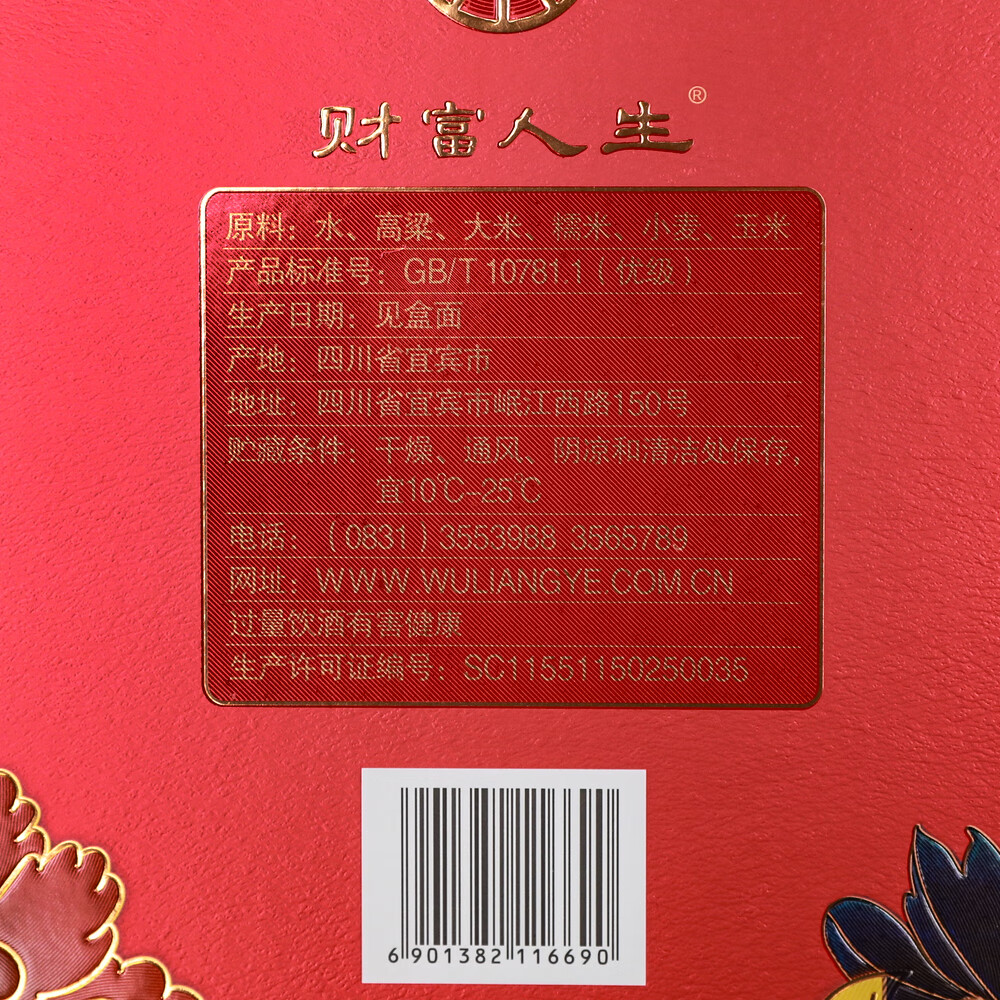 财富人生®
原料：水、高粱、大米、糯米、小麦、玉米
产品标准号：GB/T 10781.1（优级）
生产日期：见盒面
产地：四川省宜宾市
地址：四川省宜宾市岷江西路150号
贮藏条件：干燥、通风、阴凉和清洁处保存，
宜10℃-25℃
电话：（0831）3553988 3565789
网址：WWW.WULIANGYE.COM.CN
过量饮酒有害健康
生产许可证编号：SC11551150250035
6 901382 116690